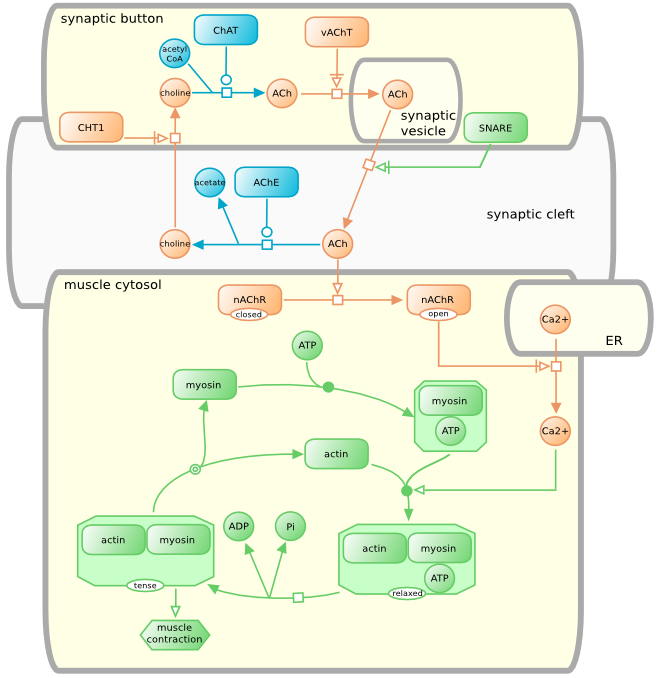 synaptic button
ChAT
vAChT
acetyl
CoA
choline
ACh
ACh
synaptic
vesicle
CHT1
SNARE
acetate
AChE
synaptic cleft
choline
ACh
muscle cytosol
nAChR
closed
nAChR
open
Ca2+
ER
ATP
myosin
myosin
ATP
Ca2+
actin
actin
myosin
tense
ADP
Pi
actin
myosin
ATP
relaxed
muscle
contraction